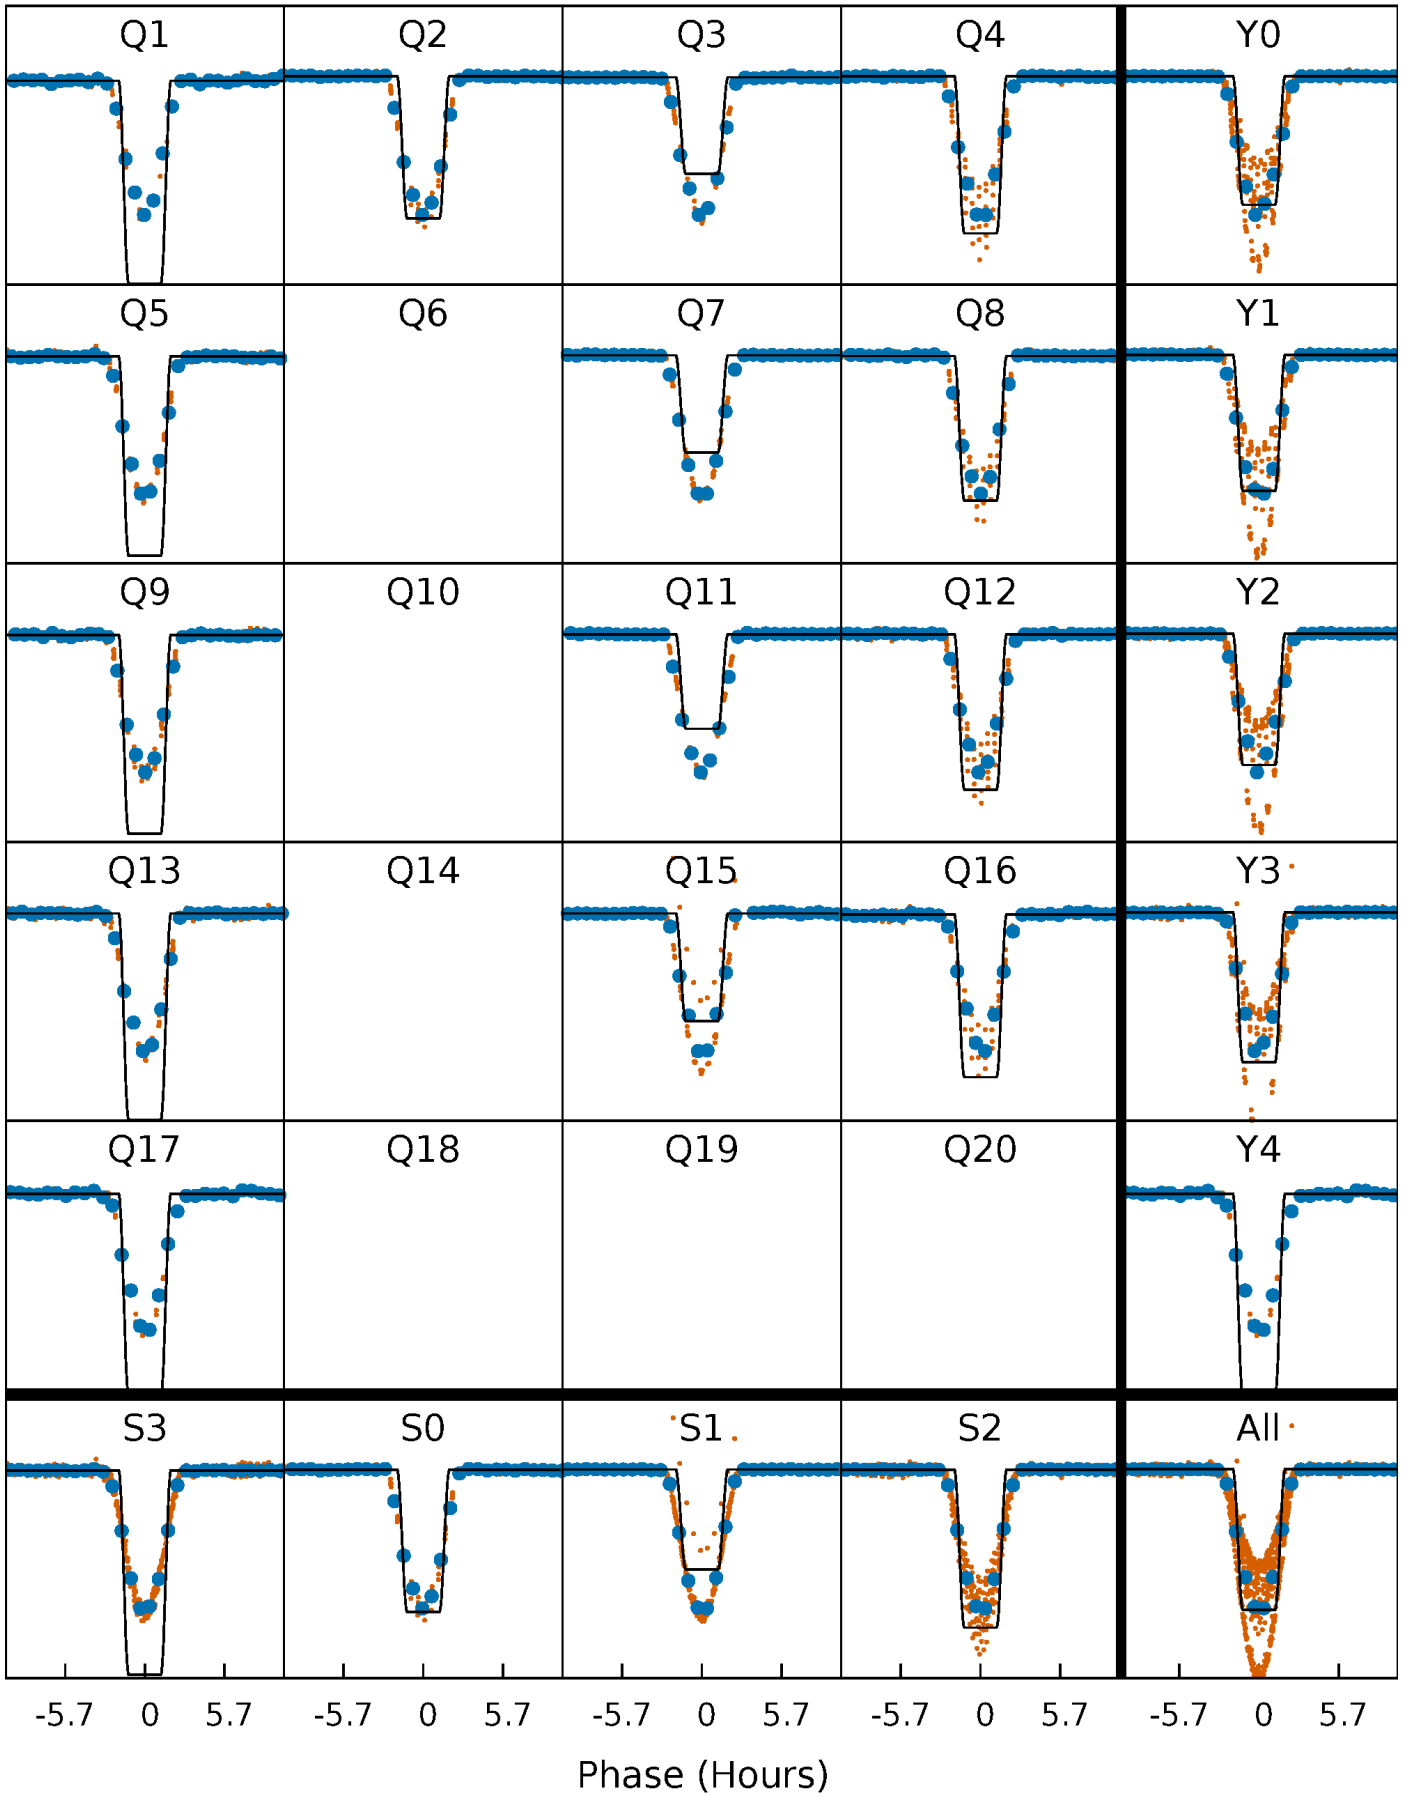 Q1 Q2 Q3 Q4 Y0
Q5 Q6 Q7 Q8 Y1
Q9 Q10 Q11 Q12 Y2
Q13 Q14 Q15 Q16 Y3
Q17 Q18 Q19 Q20 Y4
S3 S0 S1 S2 All
-5.7 0 5.7 -5.7 0 5.7 -5.7 0 5.7 -5.7 0 5.7 -5.7 0 5.7
Phase (Hours)